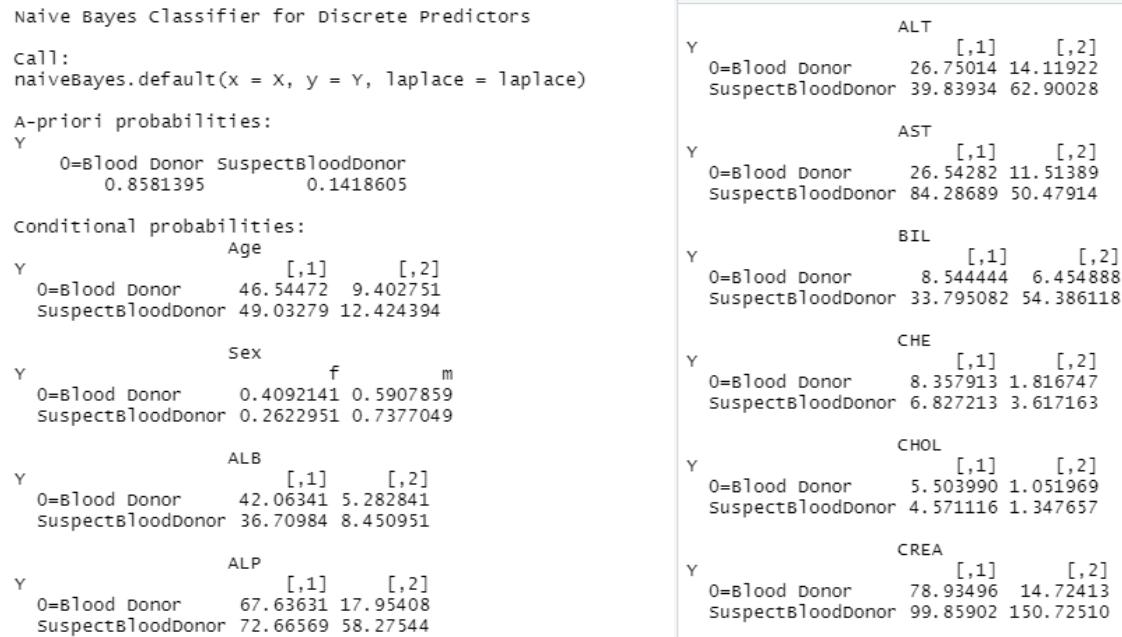 Naive Bayes Classifier for Discrete Predictors
Call:
naiveBayes.default(x = X, y = Y, laplace = laplace)
A-priori probabilities:
Y
0=Blood Donor SuspectBloodDonor
0.8581395 0.1418605
Conditional probabilities:
Age
Y [,1] [,2]
0=Blood Donor 46.54472 9.402751
SuspectBloodDonor 49.03279 12.424394
Sex
Y f m
0=Blood Donor 0.4092141 0.5907859
SuspectBloodDonor 0.2622951 0.7377049
ALB
Y [,1] [,2]
0=Blood Donor 42.06341 5.282841
SuspectBloodDonor 36.70984 8.450951
ALP
Y [,1] [,2]
0=Blood Donor 67.63631 17.95408
SuspectBloodDonor 72.66569 58.27544
ALT
Y [,1] [,2]
0=Blood Donor 26.75014 14.11922
SuspectBloodDonor 39.83934 62.90028
AST
Y [,1] [,2]
0=Blood Donor 26.54282 11.51389
SuspectBloodDonor 84.28689 50.47914
BIL
Y [,1] [,2]
0=Blood Donor 8.544444 6.454888
SuspectBloodDonor 33.795082 54.386118
CHE
Y [,1] [,2]
0=Blood Donor 8.357913 1.816747
SuspectBloodDonor 6.827213 3.617163
CHOL
Y [,1] [,2]
0=Blood Donor 5.503990 1.051969
SuspectBloodDonor 4.571116 1.347657
CREA
Y [,1] [,2]
0=Blood Donor 78.93496 14.72413
SuspectBloodDonor 99.85902 150.72510